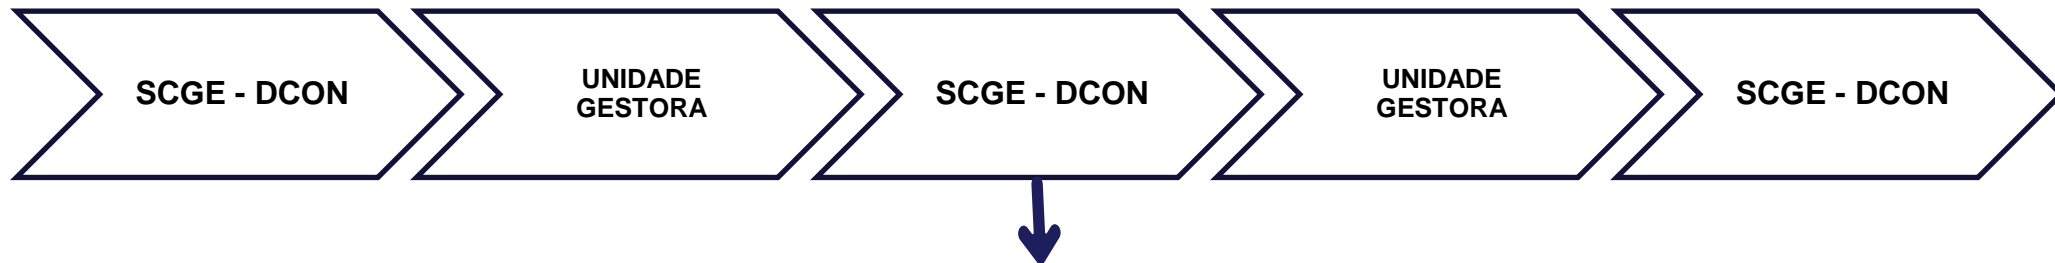 SCGE - DCON
UNIDADE
GESTORA
SCGE - DCON
UNIDADE
GESTORA
SCGE - DCON